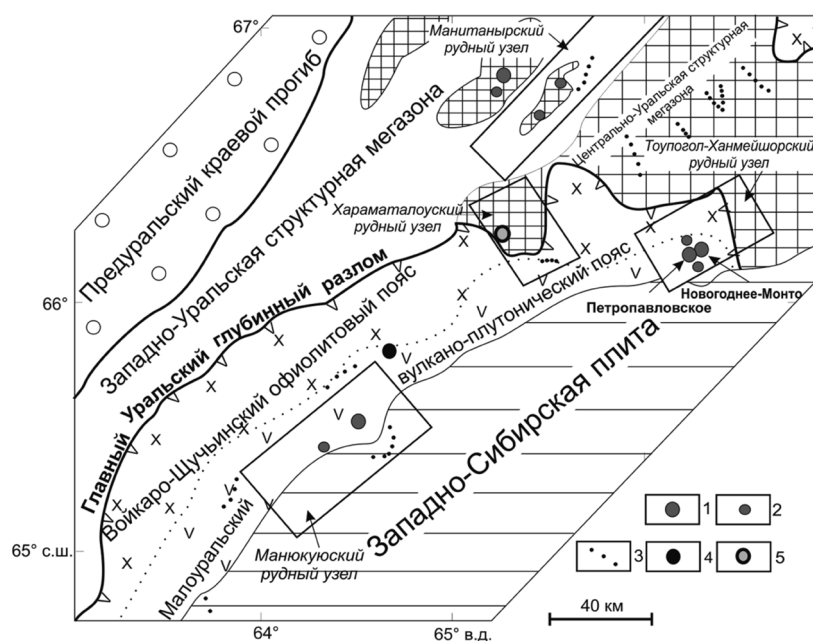 67°
Манитанырский
рудный узел
Предуральский краевой прогиб
Западно-Уральская структурная мегазона
Центрально-Уральская структурная
мегазона
Тоупогол-Ханмейшорский
рудный узел
Хараматалоуский
рудный узел
66°
Новогоднее-Монто
Петропавловское
Главный Уральский глубинный разлом
Войкаро-Щучьинский офиолитовый пояс
Малоуральский вулкано-плутонический пояс
Западно-Сибирская плита
Манюкуюский
рудный узел
65° с.ш.
1
2
3
4
5
40 км
64°
65° в.д.